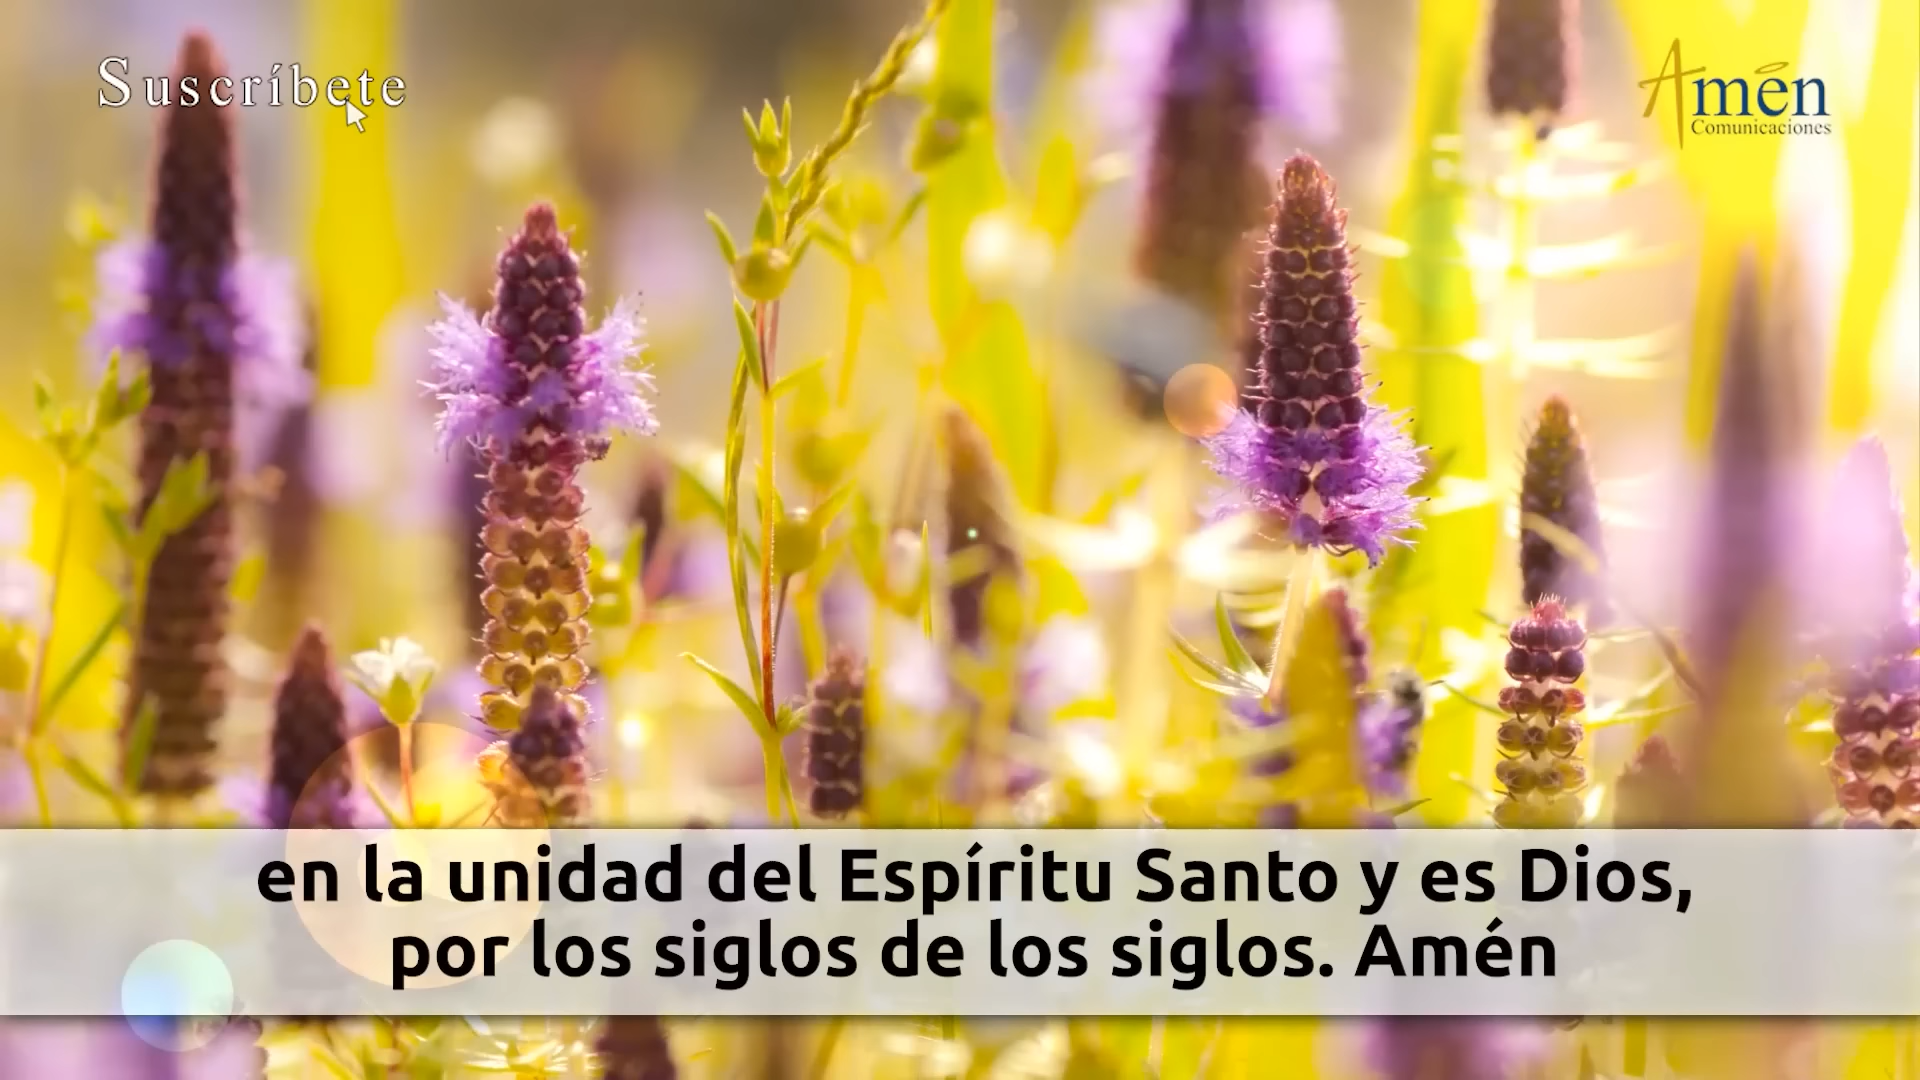 Suscríbete
Amén
Comunicaciones
en la unidad del Espíritu Santo y es Dios,
por los siglos de los siglos. Amén